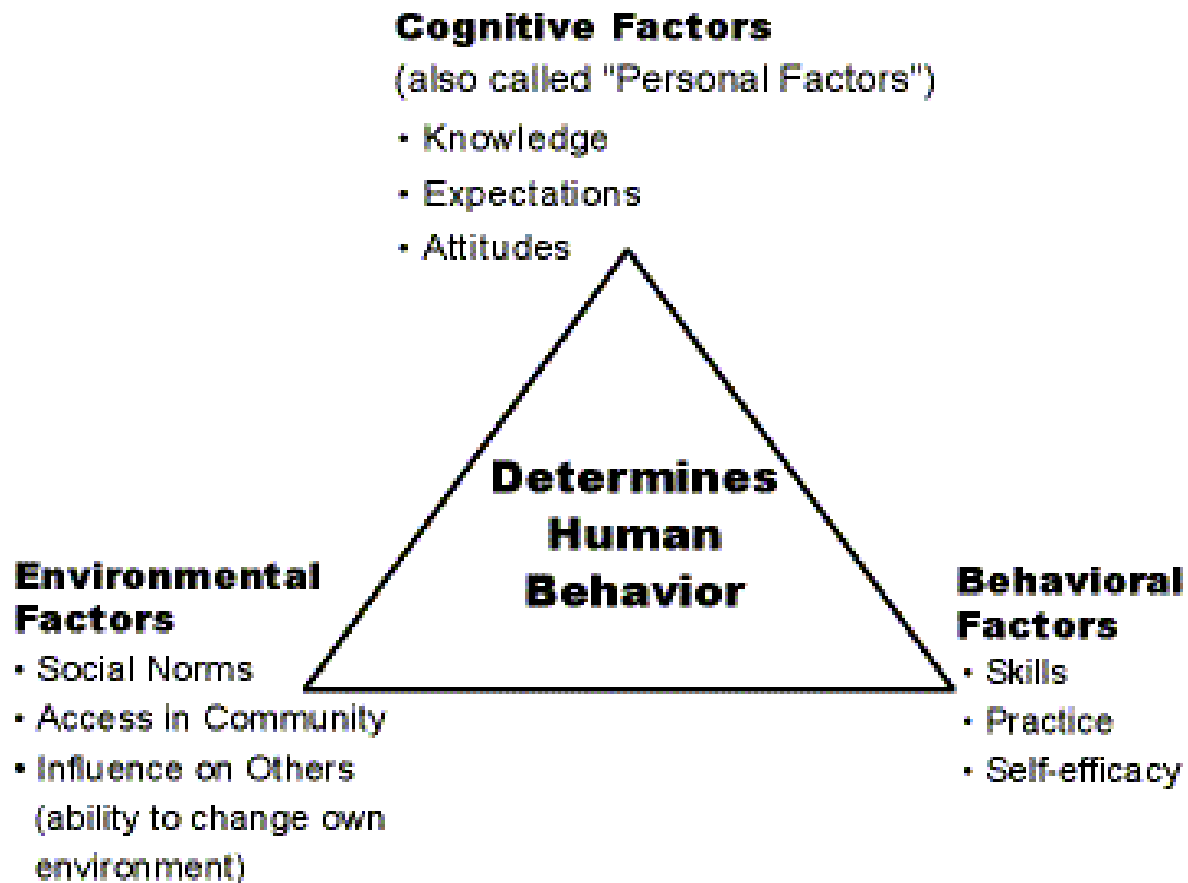 Cognitive Factors
(also called "Personal Factors")
• Knowledge
• Expectations
• Attitudes
Determines
Human
Behavior
Environmental
Factors
• Social Norms
• Access in Community
• Influence on Others
(ability to change own
environment)
Behavioral
Factors
• Skills
• Practice
• Self-efficacy